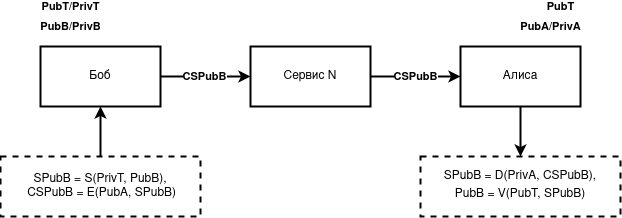 PubT/PrivT
PubB/PrivB
PubT
PubA/PrivA
Боб
CSPubB
Сервис N
CSPubB
Алиса
SPubB = S(PrivT, PubB),
CSPubB = E(PubA, SPubB)
SPubB = D(PrivA, CSPubB),
PubB = V(PubT, SPubB)